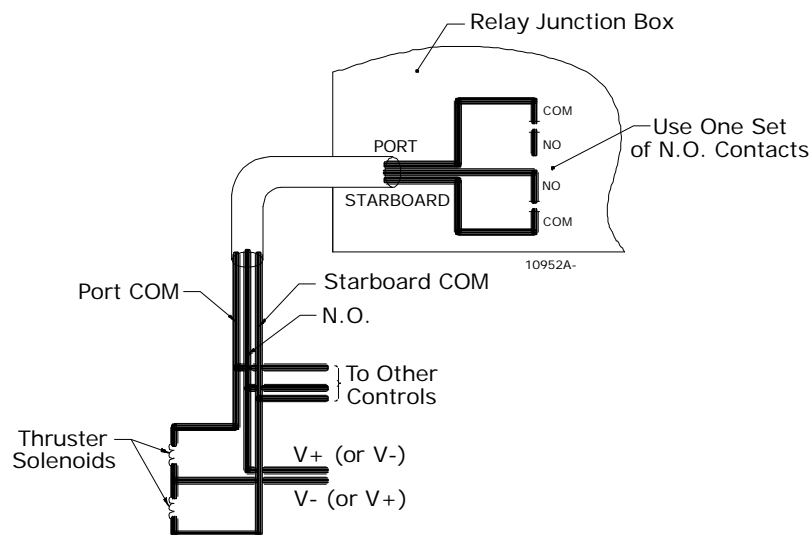 Relay Junction Box
COM
NO
Use One Set
of N.O. Contacts
PORT
NO
STARBOARD
COM
10952A-
Port COM
Starboard COM
N.O.
To Other
Controls
Thruster
Solenoids
V+ (or V-)
V- (or V+)